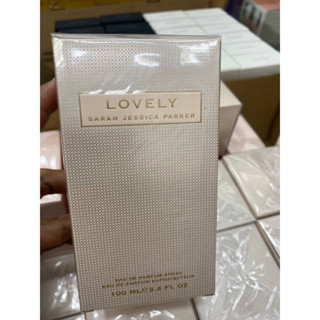 LOVELY
SARAH JESSICA PARKER
EAU DE PARFUM SPRAY
EAU DE PARFUM VAPORISATEUR
100 ML℮3.4 FL OZ